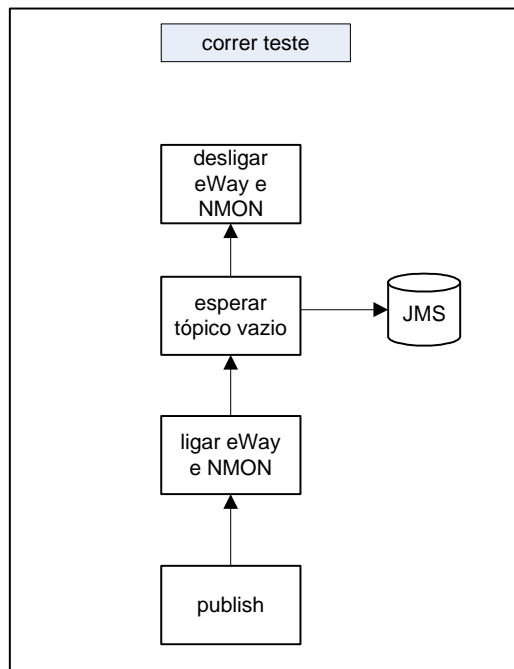 correr teste
desligar
eWay e
NMON
esperar
tópico vazio
JMS
ligar eWay
e NMON
publish